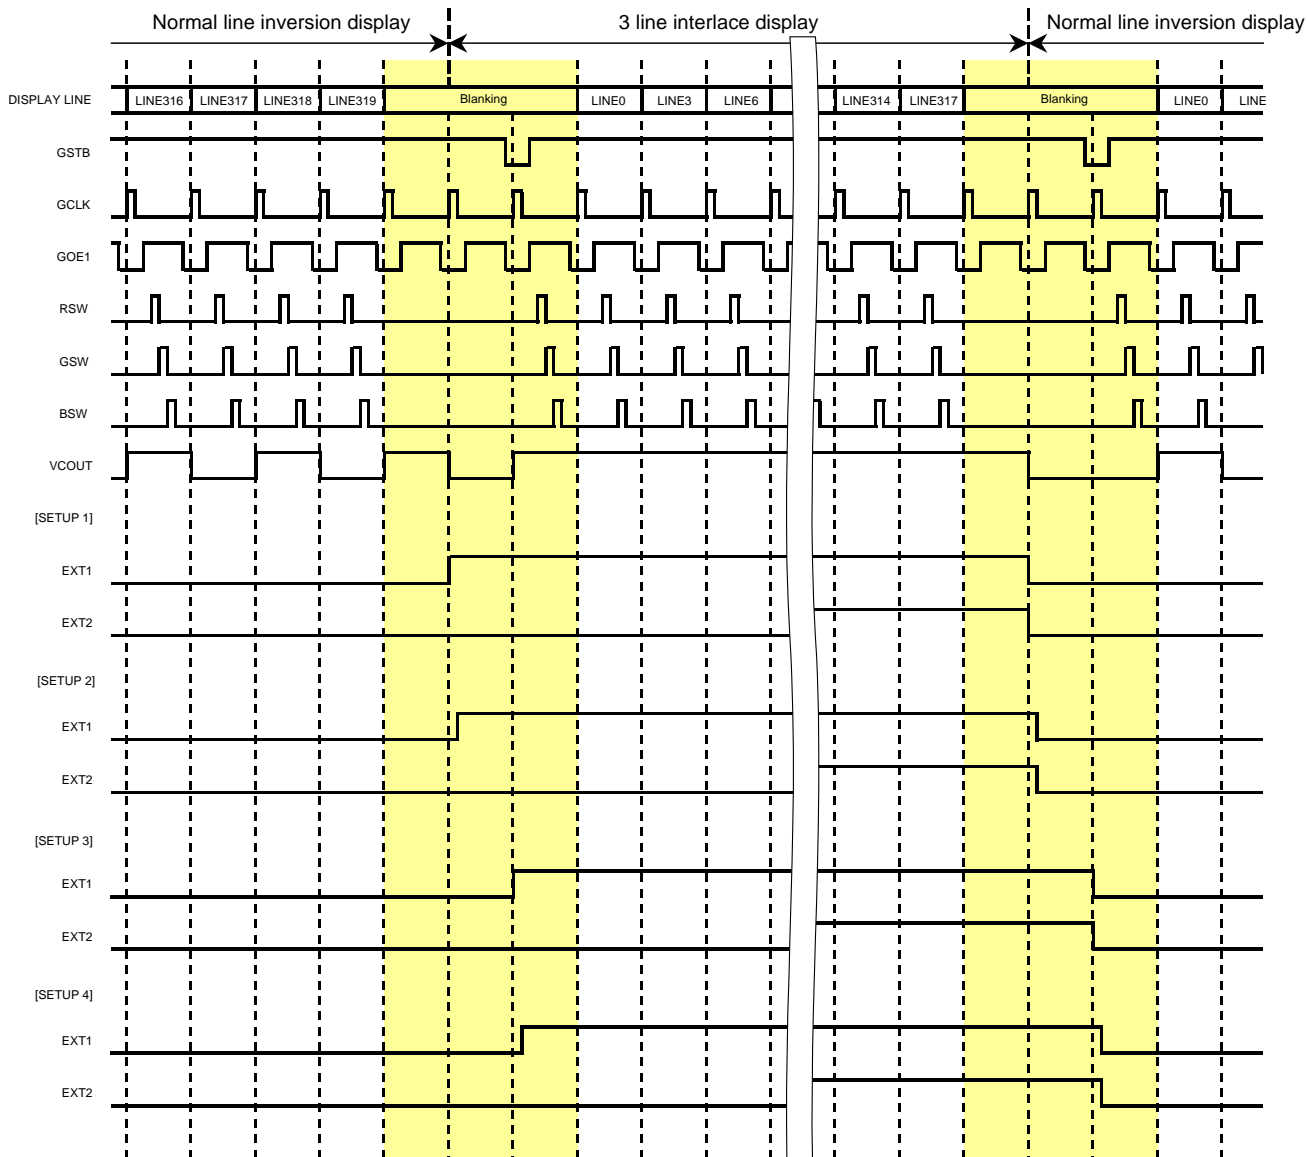 Normal line inversion display
3 line interlace display
Normal line inversion display
DISPLAY LINE
LINE316
LINE317
LINE318
LINE319
Blanking
LINE0
LINE3
LINE6
LINE314
LINE317
Blanking
LINE0
LINE
GSTB
GCLK
GOE1
RSW
GSW
BSW
VCOUT
[SETUP 1]
EXT1
EXT2
[SETUP 2]
EXT1
EXT2
[SETUP 3]
EXT1
EXT2
[SETUP 4]
EXT1
EXT2